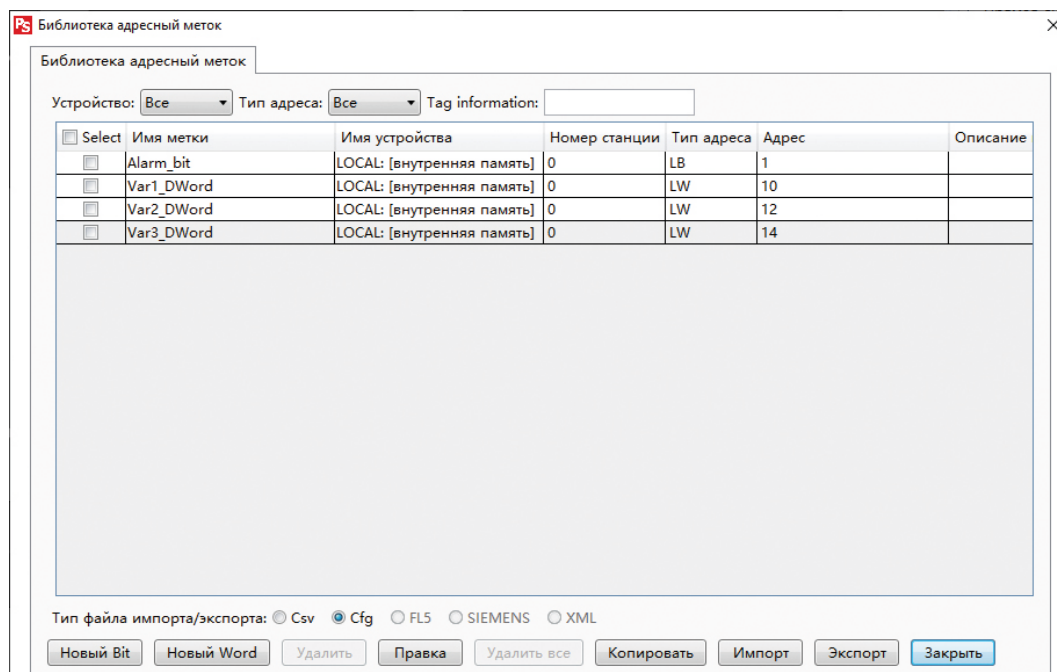 PS Библиотека адресный меток
Библиотека адресный меток
Устройство: Все Тип адреса: Все Tag information:
Select Имя метки Имя устройства Номер станции Тип адреса Адрес Описание
Alarm_bit LOCAL: [внутренняя память] 0 LB 1
Var1_DWord LOCAL: [внутренняя память] 0 LW 10
Var2_DWord LOCAL: [внутренняя память] 0 LW 12
Var3_DWord LOCAL: [внутренняя память] 0 LW 14
Тип файла импорта/экспорта: Csv Cfg FL5 SIEMENS XML
Новый Bit Новый Word Удалить Правка Удалить все Копировать Импорт Экспорт Закрыть